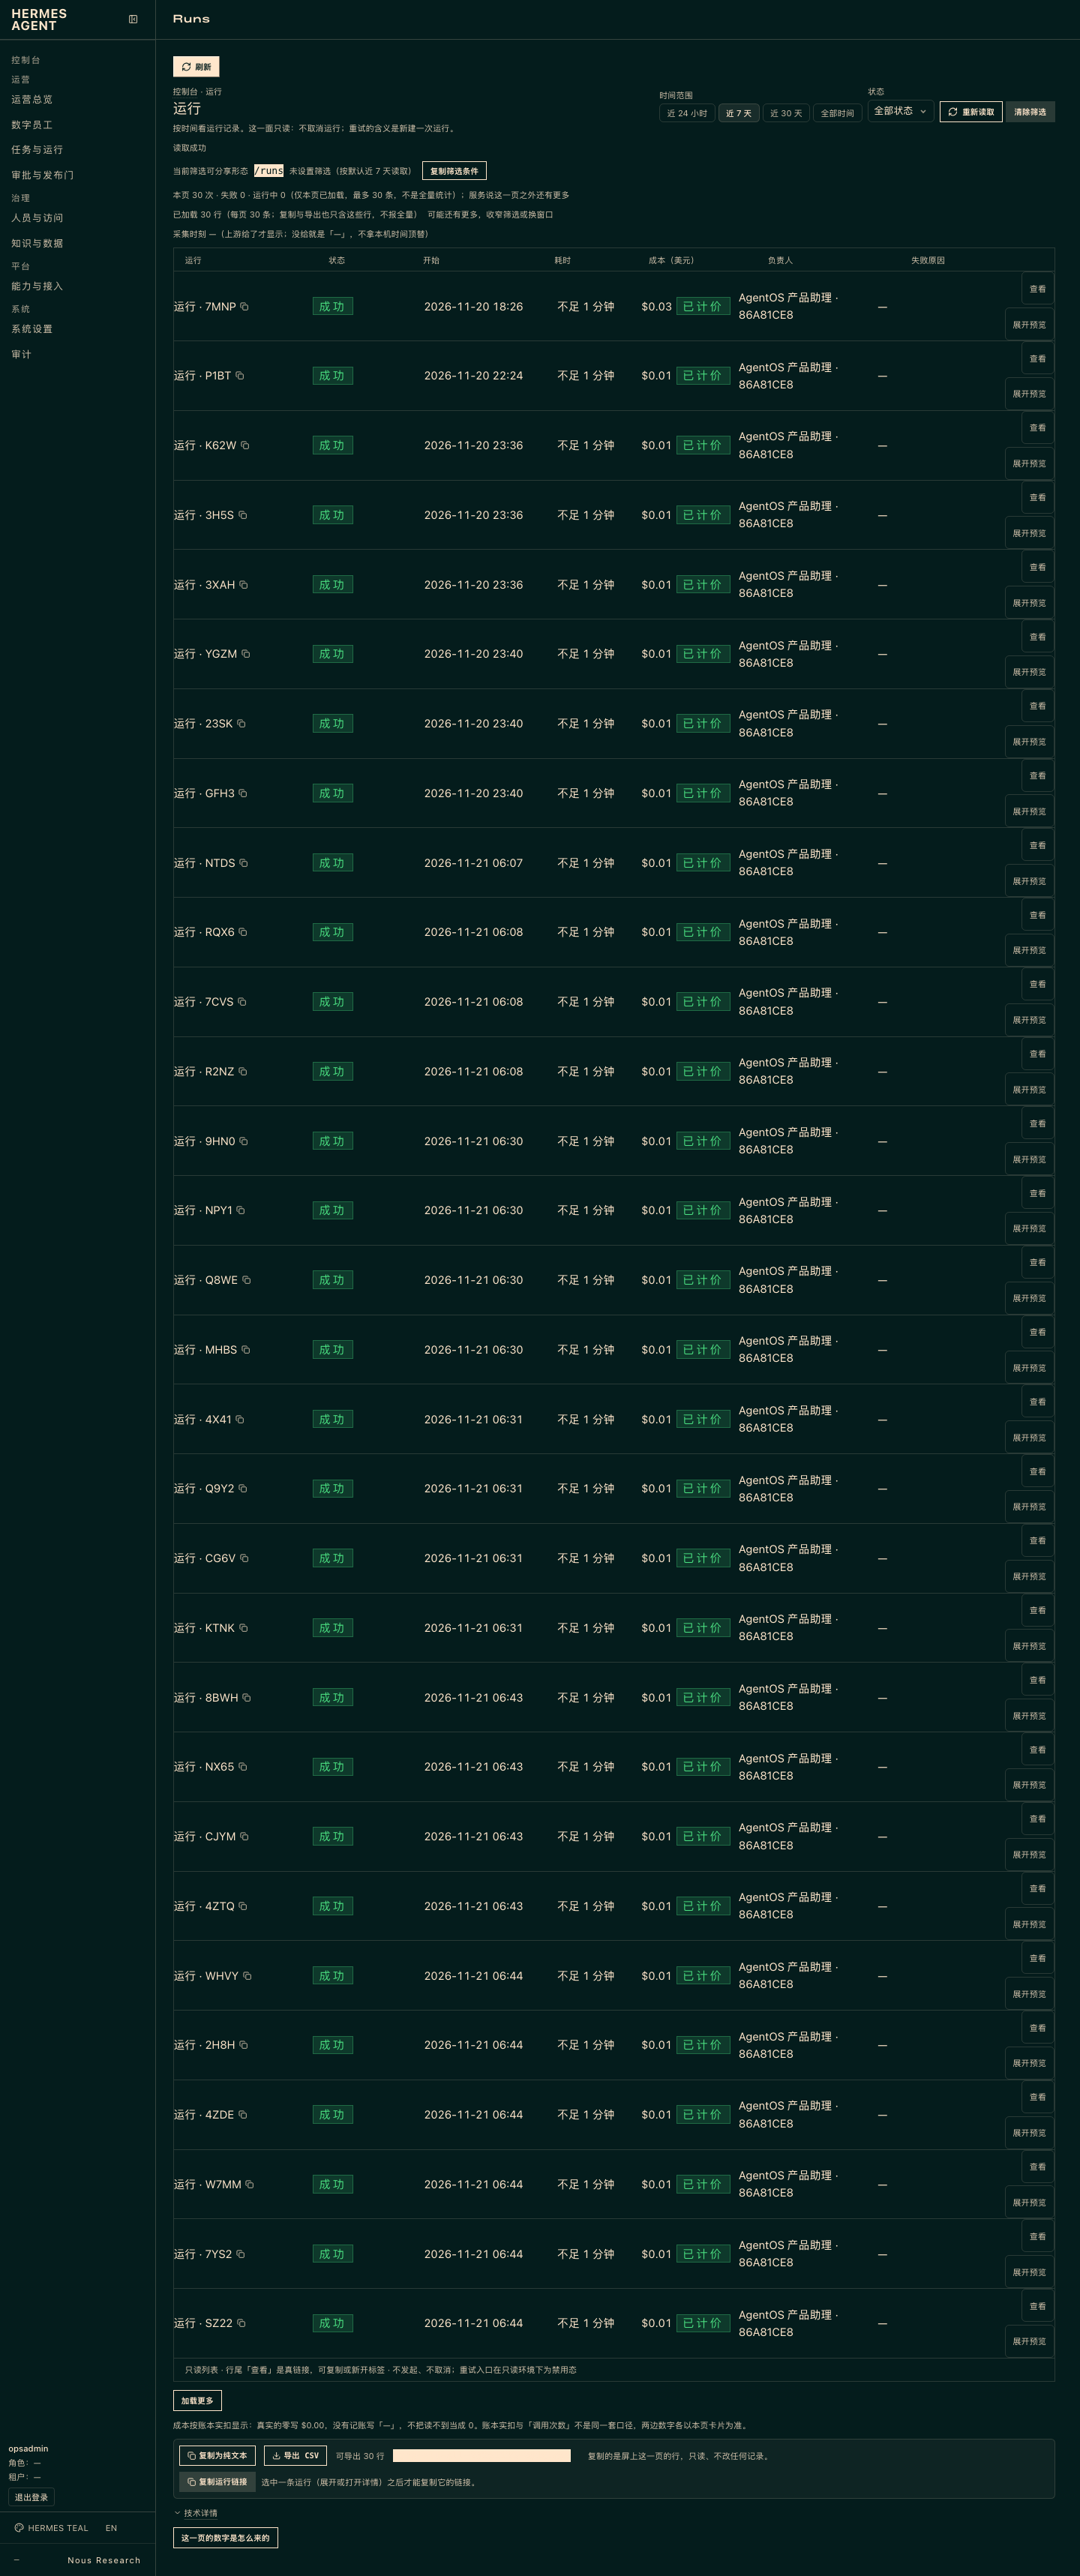 HERMES
AGENT
Runs
控制台
运营
运营总览
数字员工
任务与运行
审批与发布门
治理
人员与访问
知识与数据
平台
能力与接入
系统
系统设置
审计
刷新
控制台 · 运行
运行
按时间看运行记录。这一面只读：不取消运行；重试的含义是新建一次运行。
时间范围
近 24 小时 近 7 天 近 30 天 全部时间
状态
全部状态
重新读取 清除筛选
读取成功
当前筛选可分享形态 /runs 未设置筛选（按默认近 7 天读取） 复制筛选条件
本页 30 次 · 失败 0 · 运行中 0（仅本页已加载，最多 30 条，不是全量统计）；服务说这一页之外还有更多
已加载 30 行（每页 30 条；复制与导出也只含这些行，不报全量） 可能还有更多，收窄筛选或换窗口
采集时刻 —（上游给了才显示；没给就是「—」，不拿本机时间顶替）
运行 状态 开始 耗时 成本（美元） 负责人 失败原因
运行 · 7MNP 成功 2026-11-20 18:26 不足 1 分钟 $0.03 已计价 AgentOS 产品助理 · 86A81CE8 — 查看 展开预览
运行 · P1BT 成功 2026-11-20 22:24 不足 1 分钟 $0.01 已计价 AgentOS 产品助理 · 86A81CE8 — 查看 展开预览
运行 · K62W 成功 2026-11-20 23:36 不足 1 分钟 $0.01 已计价 AgentOS 产品助理 · 86A81CE8 — 查看 展开预览
运行 · 3H5S 成功 2026-11-20 23:36 不足 1 分钟 $0.01 已计价 AgentOS 产品助理 · 86A81CE8 — 查看 展开预览
运行 · 3XAH 成功 2026-11-20 23:36 不足 1 分钟 $0.01 已计价 AgentOS 产品助理 · 86A81CE8 — 查看 展开预览
运行 · YGZM 成功 2026-11-20 23:40 不足 1 分钟 $0.01 已计价 AgentOS 产品助理 · 86A81CE8 — 查看 展开预览
运行 · 23SK 成功 2026-11-20 23:40 不足 1 分钟 $0.01 已计价 AgentOS 产品助理 · 86A81CE8 — 查看 展开预览
运行 · GFH3 成功 2026-11-20 23:40 不足 1 分钟 $0.01 已计价 AgentOS 产品助理 · 86A81CE8 — 查看 展开预览
运行 · NTDS 成功 2026-11-21 06:07 不足 1 分钟 $0.01 已计价 AgentOS 产品助理 · 86A81CE8 — 查看 展开预览
运行 · RQX6 成功 2026-11-21 06:08 不足 1 分钟 $0.01 已计价 AgentOS 产品助理 · 86A81CE8 — 查看 展开预览
运行 · 7CVS 成功 2026-11-21 06:08 不足 1 分钟 $0.01 已计价 AgentOS 产品助理 · 86A81CE8 — 查看 展开预览
运行 · R2NZ 成功 2026-11-21 06:08 不足 1 分钟 $0.01 已计价 AgentOS 产品助理 · 86A81CE8 — 查看 展开预览
运行 · 9HN0 成功 2026-11-21 06:30 不足 1 分钟 $0.01 已计价 AgentOS 产品助理 · 86A81CE8 — 查看 展开预览
运行 · NPY1 成功 2026-11-21 06:30 不足 1 分钟 $0.01 已计价 AgentOS 产品助理 · 86A81CE8 — 查看 展开预览
运行 · Q8WE 成功 2026-11-21 06:30 不足 1 分钟 $0.01 已计价 AgentOS 产品助理 · 86A81CE8 — 查看 展开预览
运行 · MHBS 成功 2026-11-21 06:30 不足 1 分钟 $0.01 已计价 AgentOS 产品助理 · 86A81CE8 — 查看 展开预览
运行 · 4X41 成功 2026-11-21 06:31 不足 1 分钟 $0.01 已计价 AgentOS 产品助理 · 86A81CE8 — 查看 展开预览
运行 · Q9Y2 成功 2026-11-21 06:31 不足 1 分钟 $0.01 已计价 AgentOS 产品助理 · 86A81CE8 — 查看 展开预览
运行 · CG6V 成功 2026-11-21 06:31 不足 1 分钟 $0.01 已计价 AgentOS 产品助理 · 86A81CE8 — 查看 展开预览
运行 · KTNK 成功 2026-11-21 06:31 不足 1 分钟 $0.01 已计价 AgentOS 产品助理 · 86A81CE8 — 查看 展开预览
运行 · 8BWH 成功 2026-11-21 06:43 不足 1 分钟 $0.01 已计价 AgentOS 产品助理 · 86A81CE8 — 查看 展开预览
运行 · NX65 成功 2026-11-21 06:43 不足 1 分钟 $0.01 已计价 AgentOS 产品助理 · 86A81CE8 — 查看 展开预览
运行 · CJYM 成功 2026-11-21 06:43 不足 1 分钟 $0.01 已计价 AgentOS 产品助理 · 86A81CE8 — 查看 展开预览
运行 · 4ZTQ 成功 2026-11-21 06:43 不足 1 分钟 $0.01 已计价 AgentOS 产品助理 · 86A81CE8 — 查看 展开预览
运行 · WHVY 成功 2026-11-21 06:44 不足 1 分钟 $0.01 已计价 AgentOS 产品助理 · 86A81CE8 — 查看 展开预览
运行 · 2H8H 成功 2026-11-21 06:44 不足 1 分钟 $0.01 已计价 AgentOS 产品助理 · 86A81CE8 — 查看 展开预览
运行 · 4ZDE 成功 2026-11-21 06:44 不足 1 分钟 $0.01 已计价 AgentOS 产品助理 · 86A81CE8 — 查看 展开预览
运行 · W7MM 成功 2026-11-21 06:44 不足 1 分钟 $0.01 已计价 AgentOS 产品助理 · 86A81CE8 — 查看 展开预览
运行 · 7YS2 成功 2026-11-21 06:44 不足 1 分钟 $0.01 已计价 AgentOS 产品助理 · 86A81CE8 — 查看 展开预览
运行 · SZ22 成功 2026-11-21 06:44 不足 1 分钟 $0.01 已计价 AgentOS 产品助理 · 86A81CE8 — 查看 展开预览
只读列表 · 行尾「查看」是真链接，可复制或新开标签 · 不发起、不取消；重试入口在只读环境下为禁用态
加载更多
成本按账本实扣显示：真实的零写 $0.00，没有记账写「—」，不把读不到当成 0。账本实扣与「调用次数」不是同一套口径，两边数字各以本页卡片为准。
复制为纯文本 导出 CSV 可导出 30 行 复制的是屏上这一页的行，只读、不改任何记录。
复制运行链接 选中一条运行（展开或打开详情）之后才能复制它的链接。
技术详情
这一页的数字是怎么来的
opsadmin
角色：—
租户：—
退出登录
HERMES TEAL EN
— Nous Research